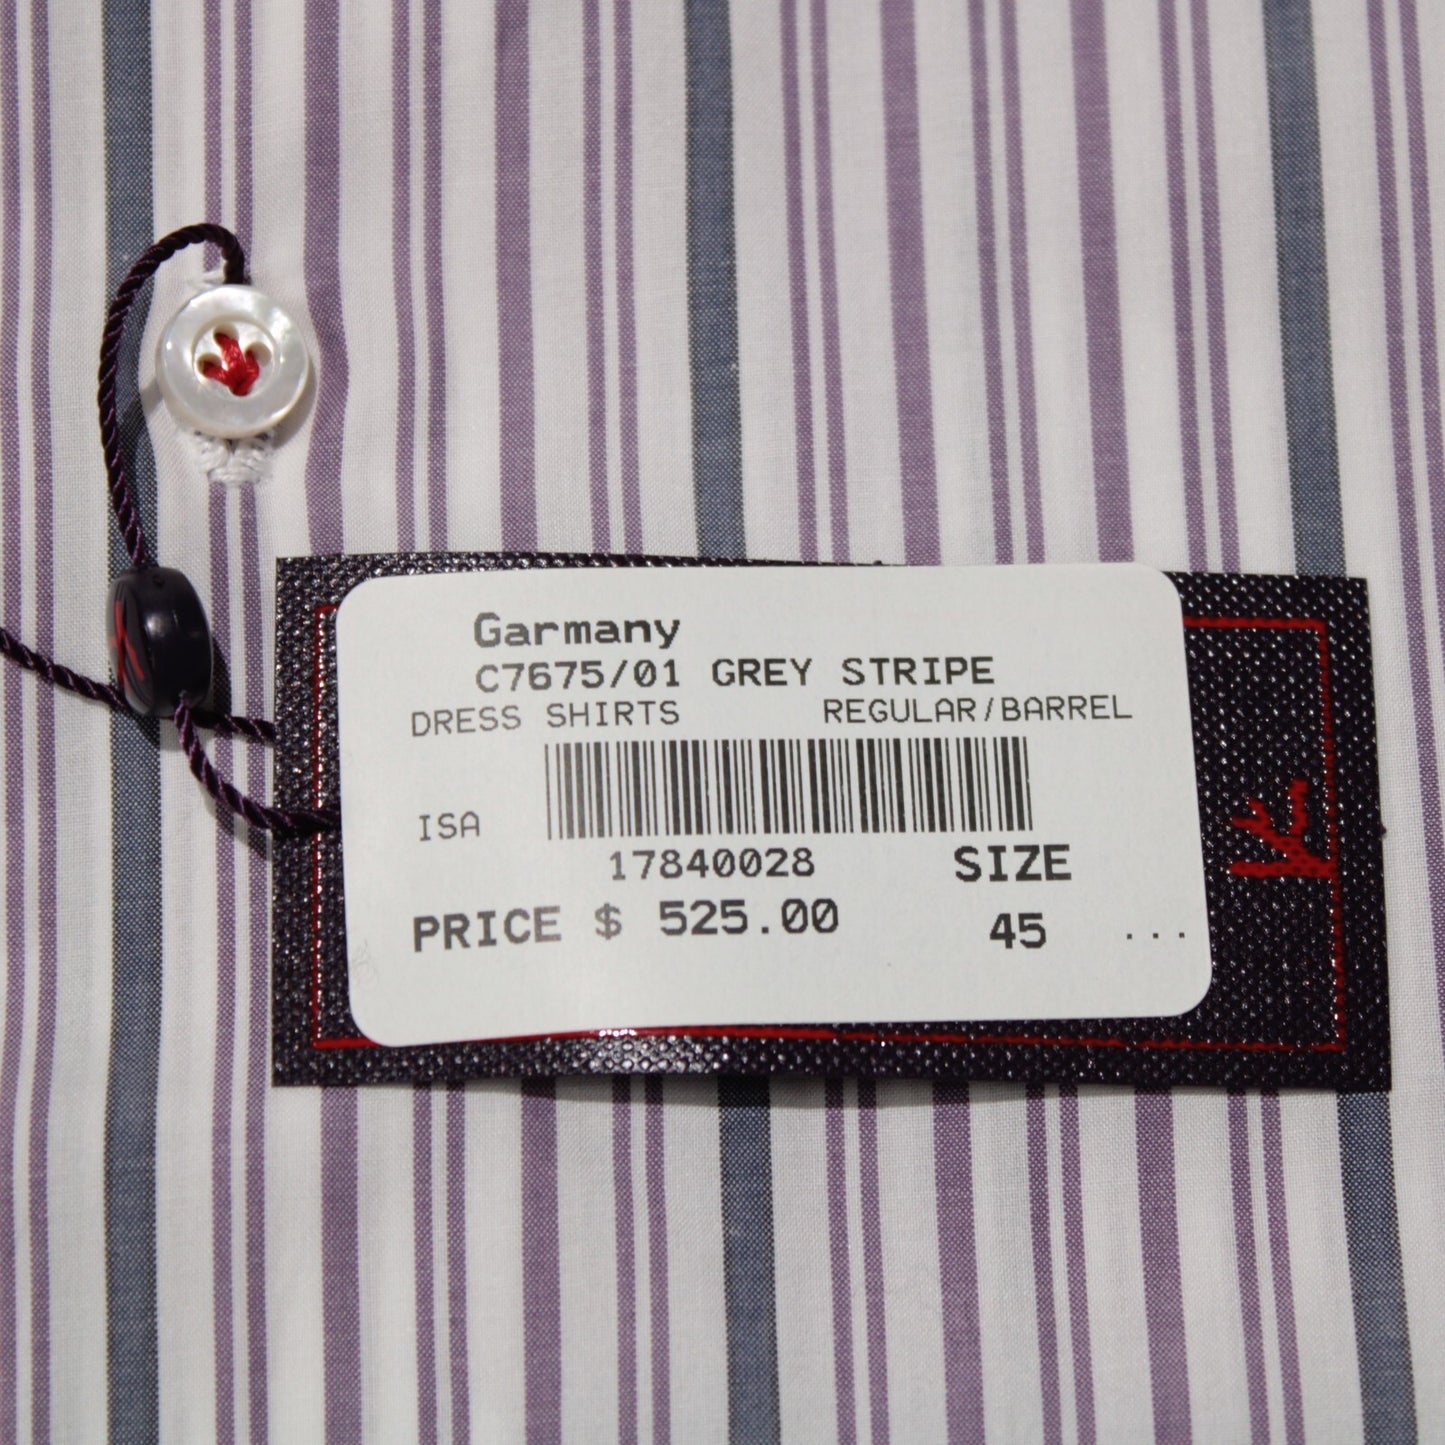 Garmany
C7675/01 GREY STRIPE
DRESS SHIRTS REGULAR/BARREL
ISA
17840028 SIZE
PRICE $ 525.00 45 ...